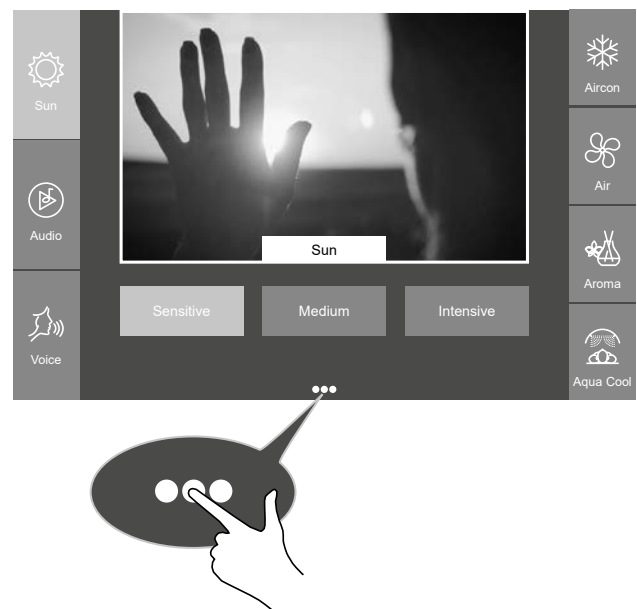 Sun
Audio
Voice
Sun
Sensitive
Medium
Intensive
Aircon
Air
Aroma
Aqua Cool